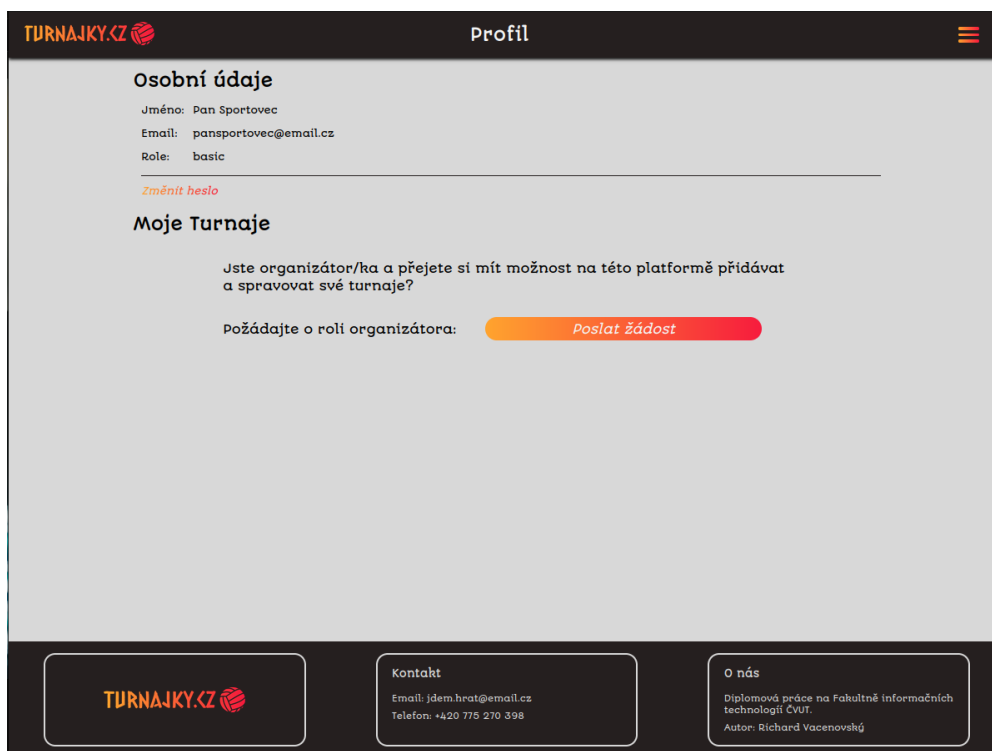 TURNAJKY.CZ
Profil
Osobní údaje
Jméno: Pan Sportovec
Email: pansportovec@email.cz
Role: basic
Změnit heslo
Moje Turnaje
Jste organizátor/ka a přejete si mít možnost na této platformě přidávat
a spravovat své turnaje?
Požádajte o roli organizátora: Poslat žádost
TURNAJKY.CZ
Kontakt
Email: jdem.hrat@email.cz
Telefon: +420 775 270 398
O nás
Diplomová práce na Fakultně informačních
technologíí ČVUT.
Autor: Richard Vacenovský